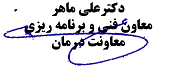 دکترعلی ماهر
معاون فنی و برنامه ریزی
معاونت درمان